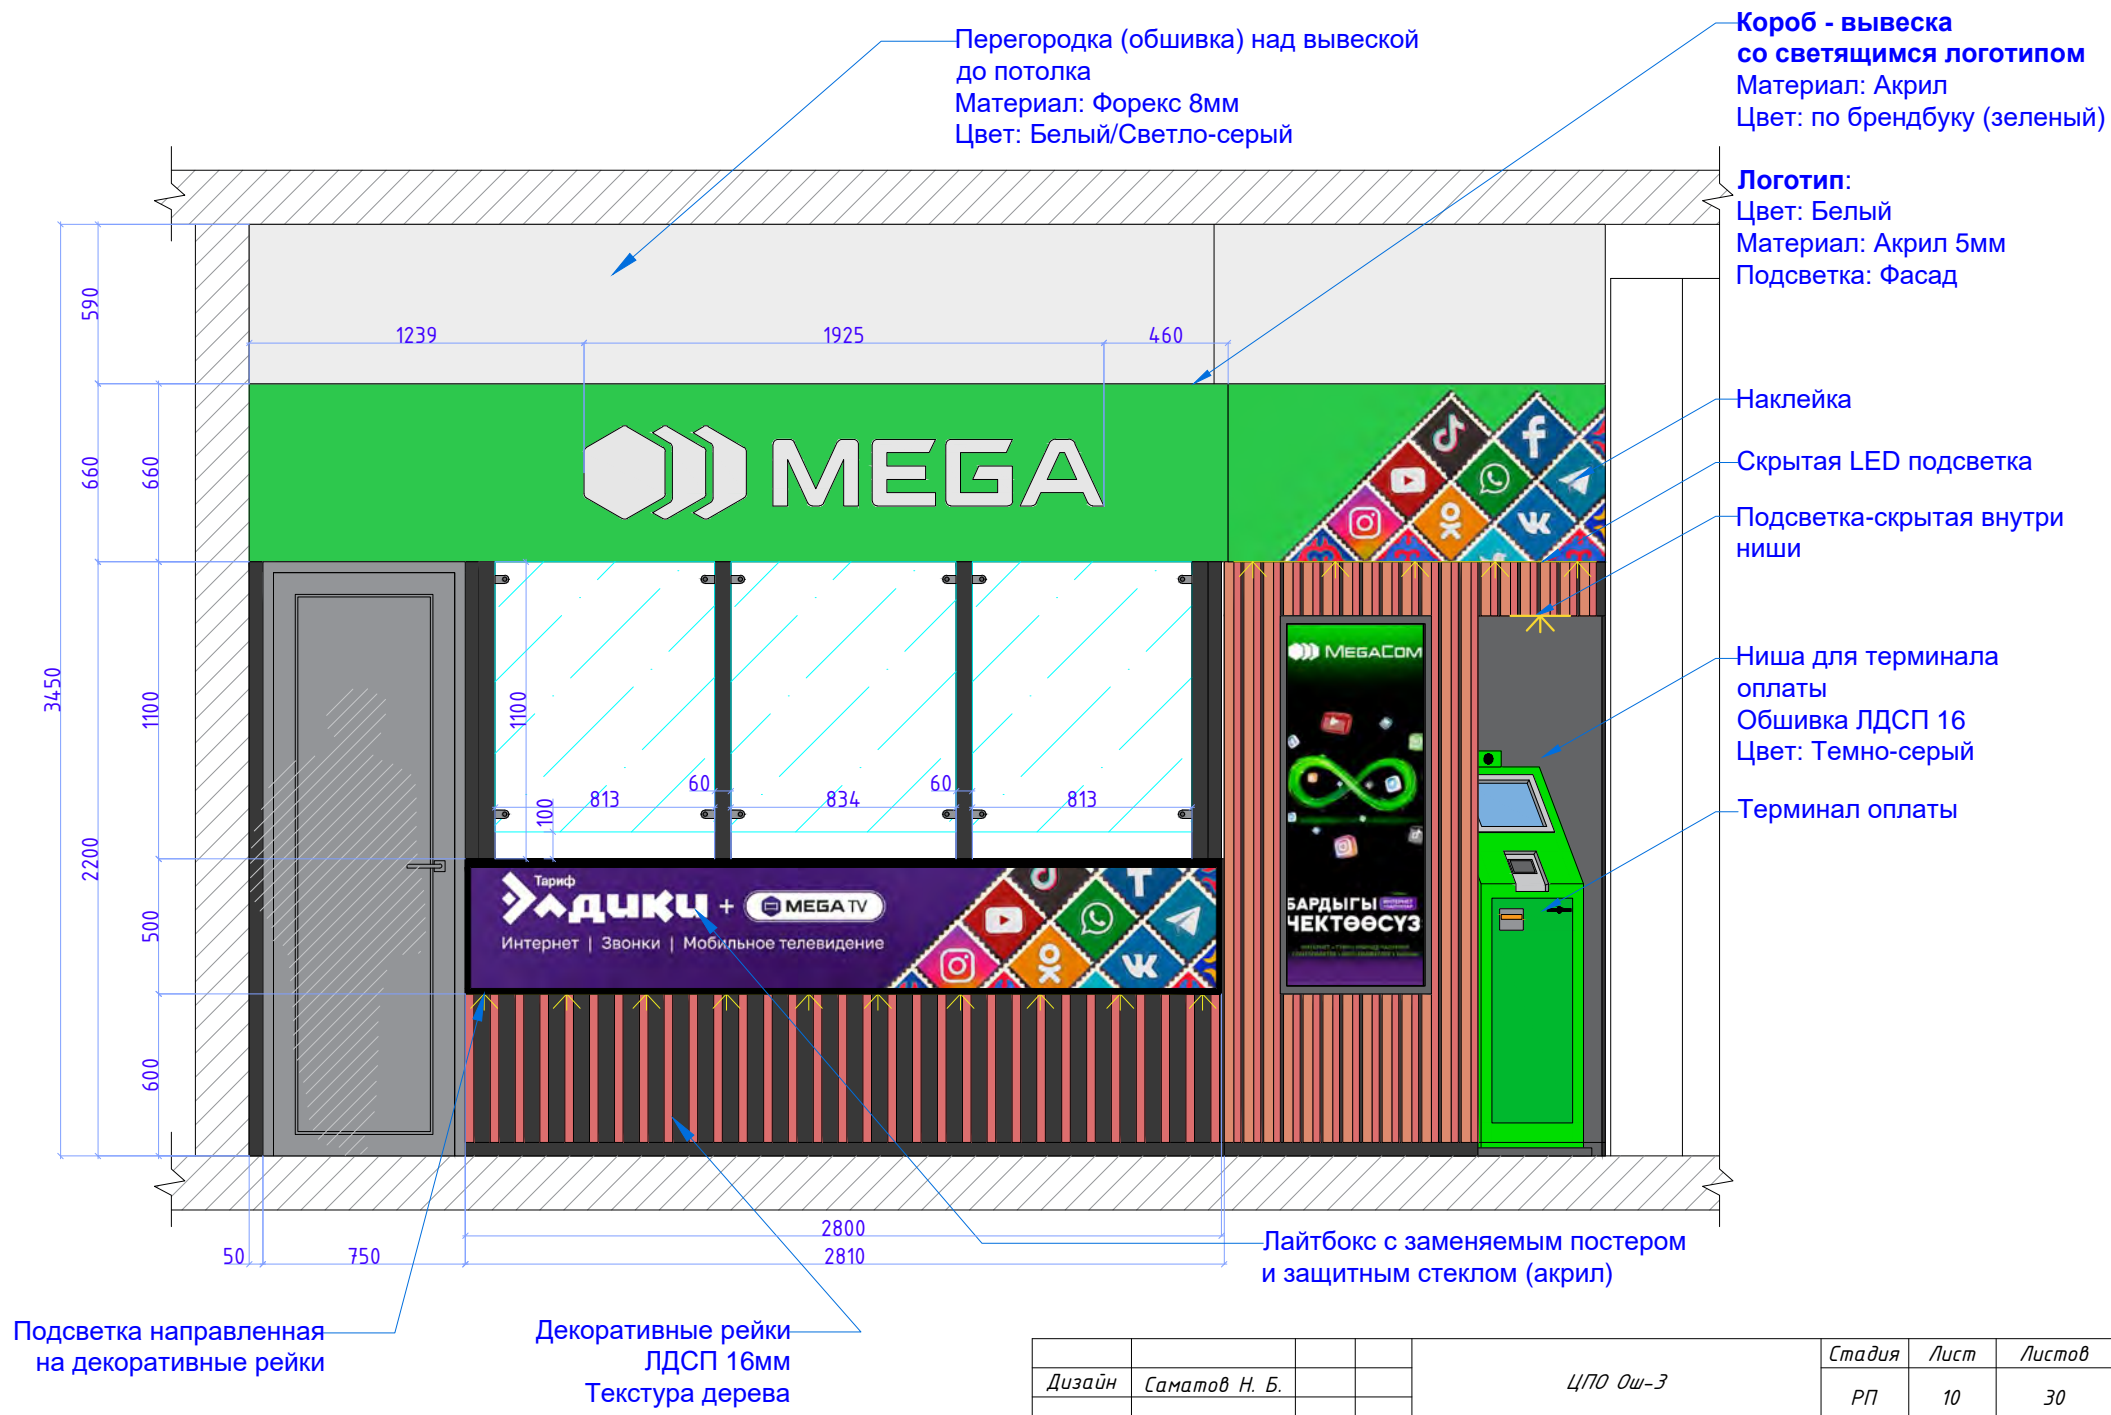 Перегородка (обшивка) над вывеской
до потолка
Материал: Форекс 8мм
Цвет: Белый/Светло-серый
Короб - вывеска
со светящимся логотипом
Материал: Акрил
Цвет: по брендбуку (зеленый)
Логотип:
Цвет: Белый
Материал: Акрил 5мм
Подсветка: Фасад
590
1239
1925
460
Наклейка
MEGA
660
660
Скрытая LED подсветка
Подсветка-скрытая внутри
ниши
MEGACOM
3450
1100
1100
2200
Ниша для терминала
оплаты
Обшивка ЛДСП 16
Цвет: Темно-серый
60
60
813
834
813
100
Терминал оплаты
Тариф
Элдики + MEGA TV
Интернет | Звонки | Мобильное телевидение
БАРДЫГЫ
ЧЕКТӨӨСҮЗ
500
600
2800
50
750
2810
Лайтбокс с заменяемым постером
и защитным стеклом (акрил)
Подсветка направленная
на декоративные рейки
Декоративные рейки
ЛДСП 16мм
Текстура дерева
Стадия Лист Листов
Дизайн Саматов Н. Б. ЦПО Ош-3
РП 10 30